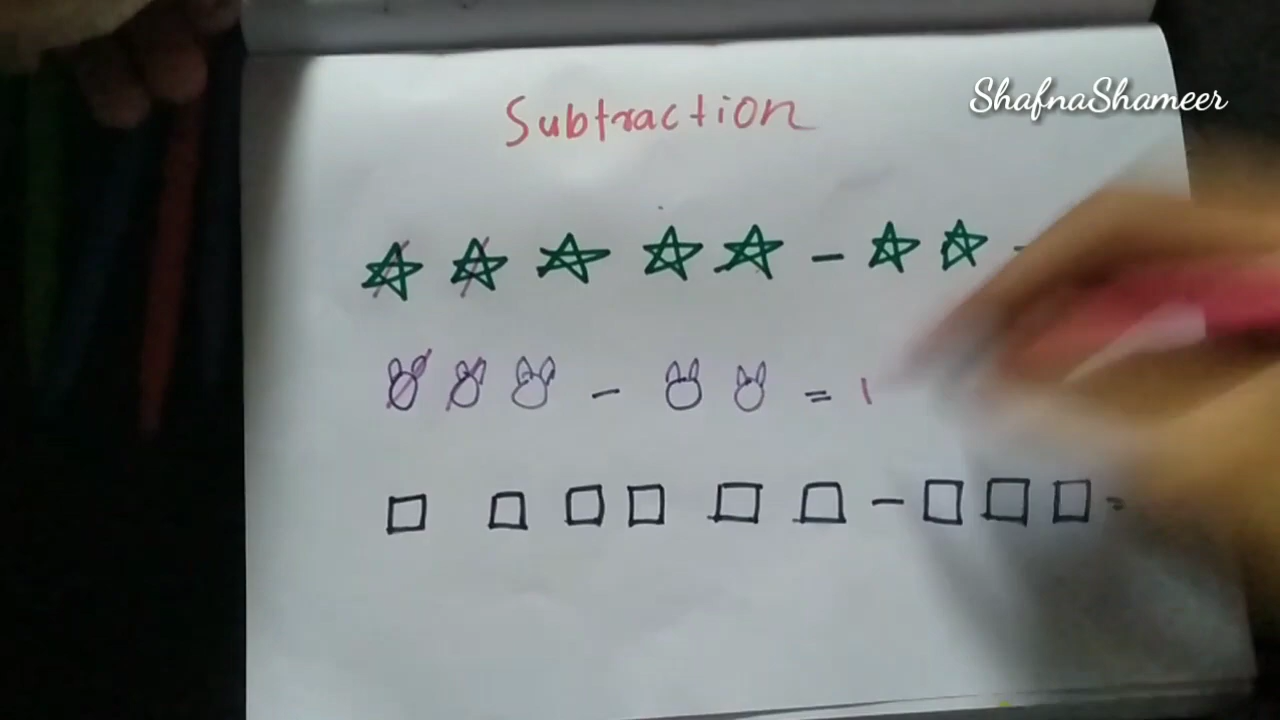 Subtraction
ShafnaShameer
–
– = 1
– =